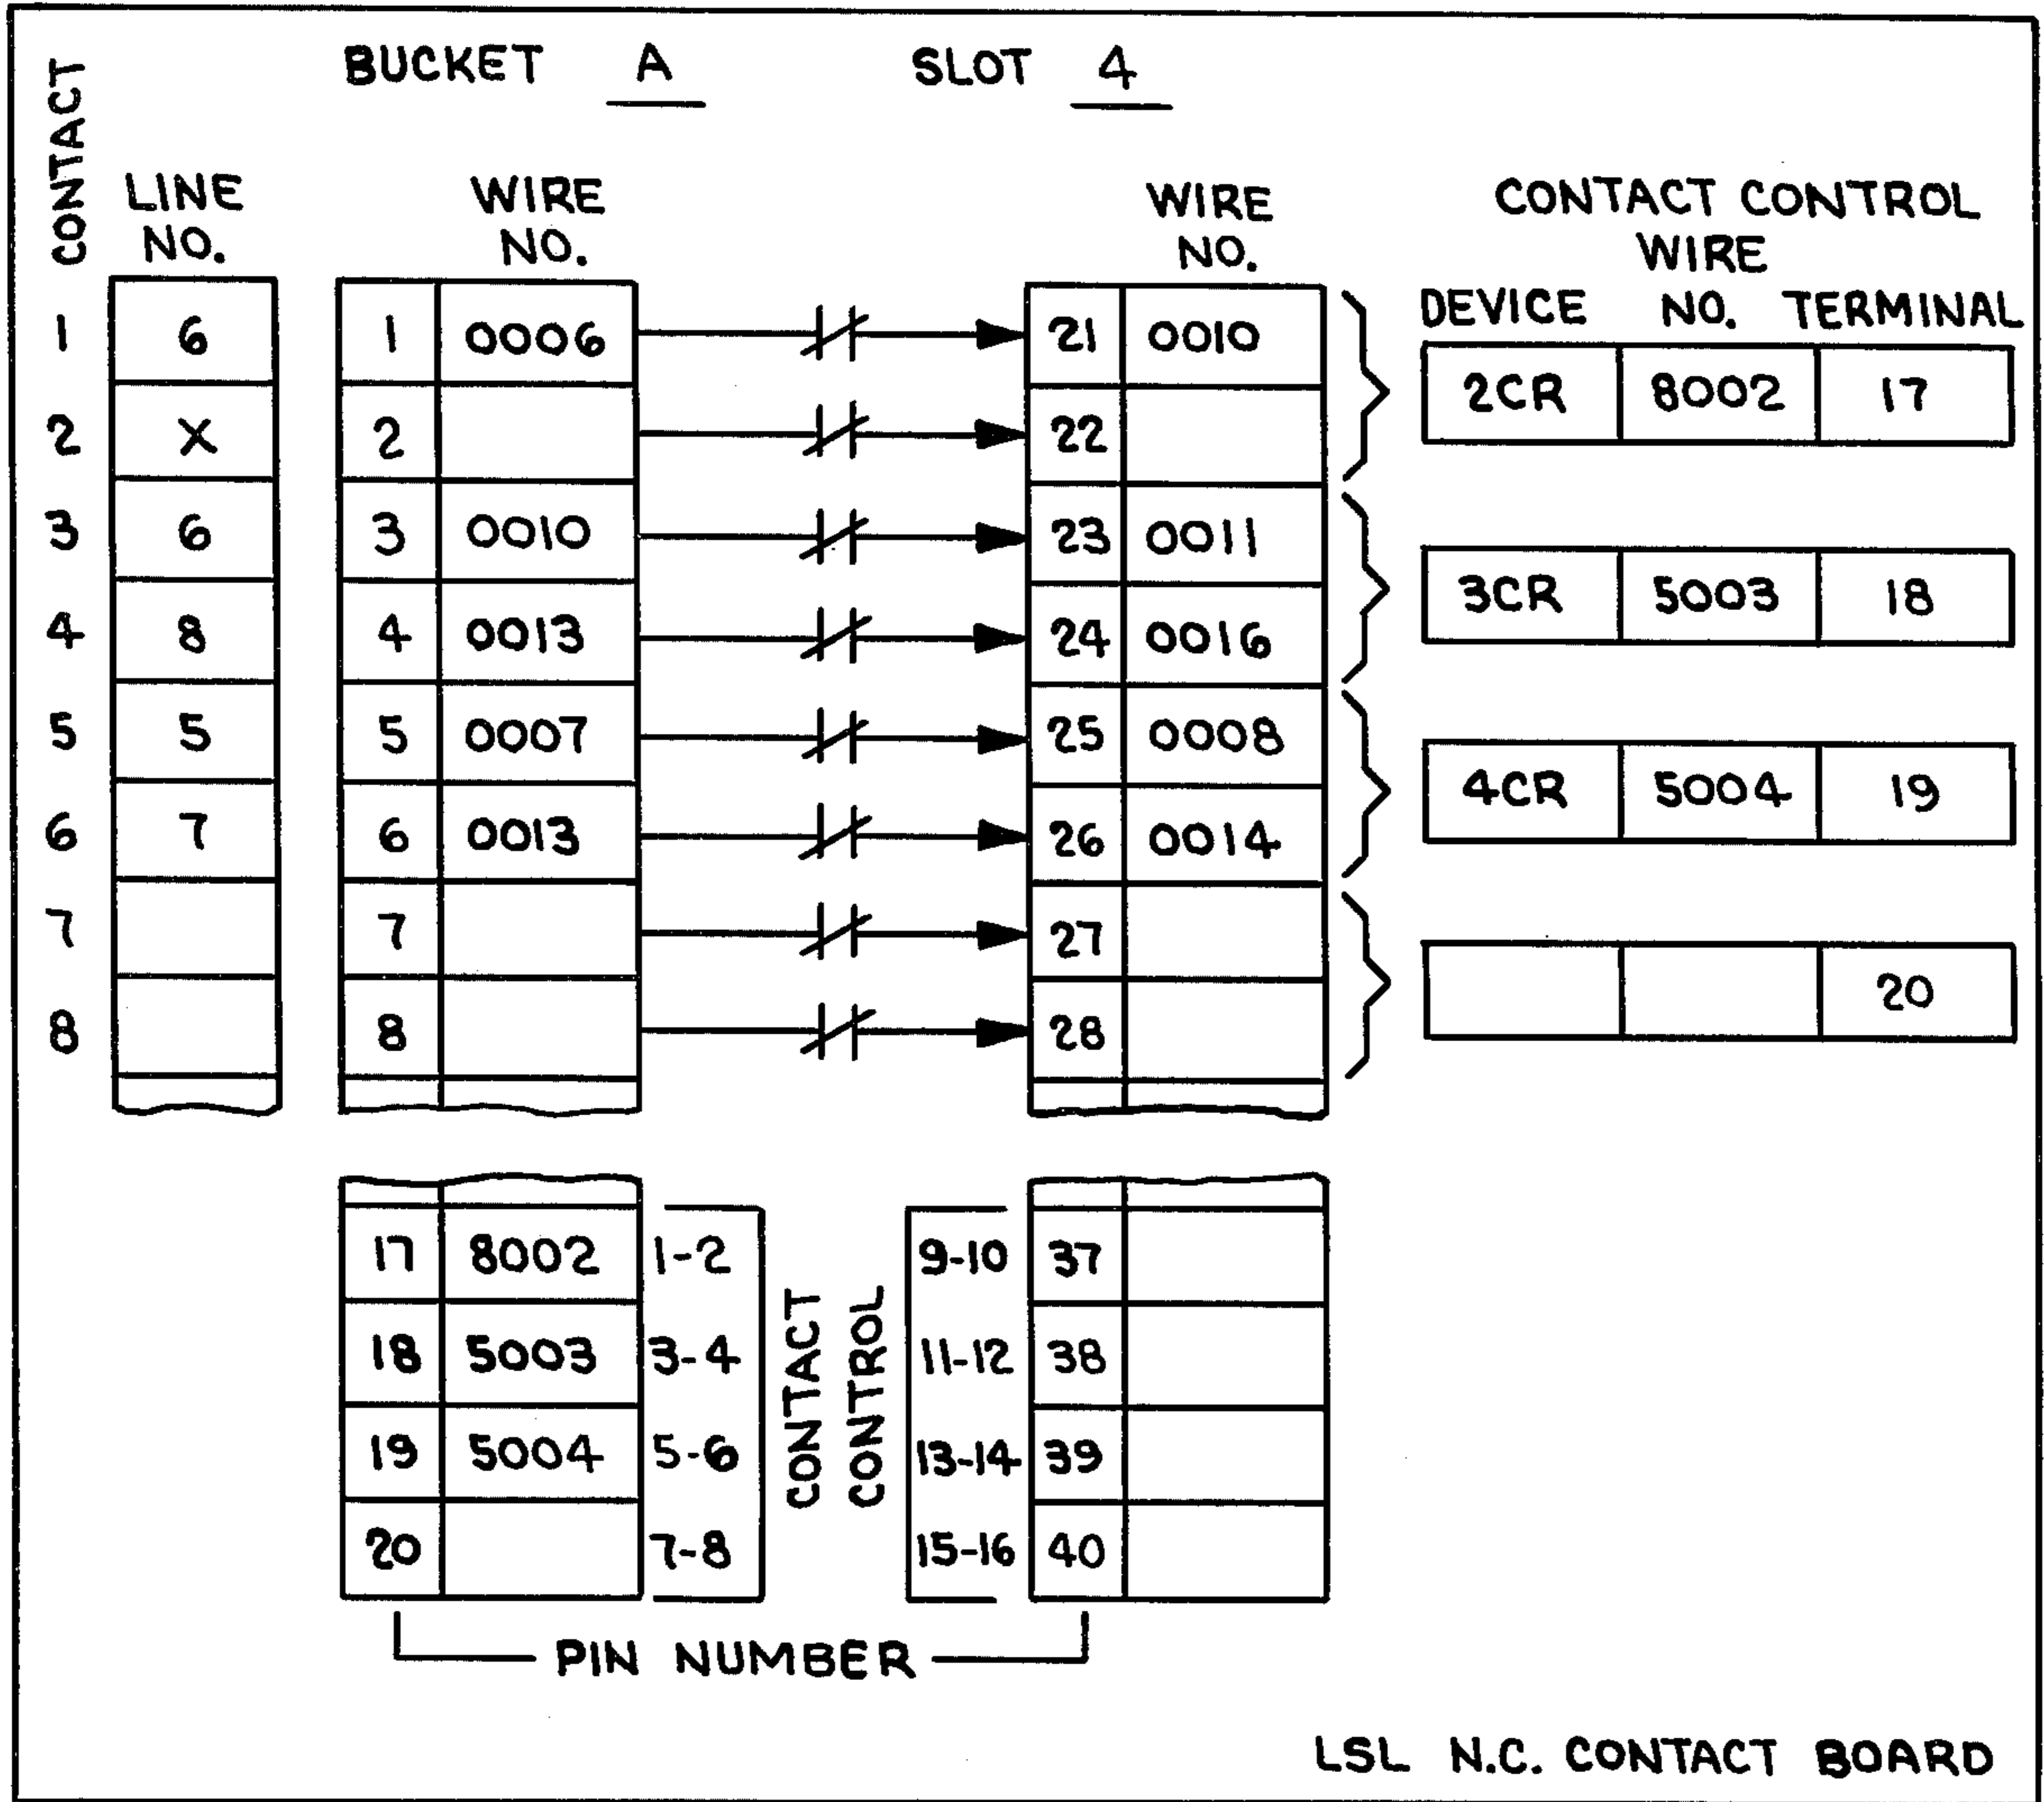 BUCKET A SLOT 4
CONTACT
LINE NO.
WIRE NO.
WIRE NO.
CONTACT CONTROL
WIRE
DEVICE NO. TERMINAL
1 6 1 0006 21 0010
2CR 8002 17
2 X 2 22
3 6 3 0010 23 0011
3CR 5003 18
4 8 4 0013 24 0016
5 5 5 0007 25 0008
4CR 5004 19
6 7 6 0013 26 0014
7 7 27
20
8 8 28
17 8002 1-2 9-10 37
18 5003 3-4 11-12 38
19 5004 5-6 13-14 39
20 7-8 15-16 40
CONTACT
CONTROL
PIN NUMBER
LSL N.C. CONTACT BOARD